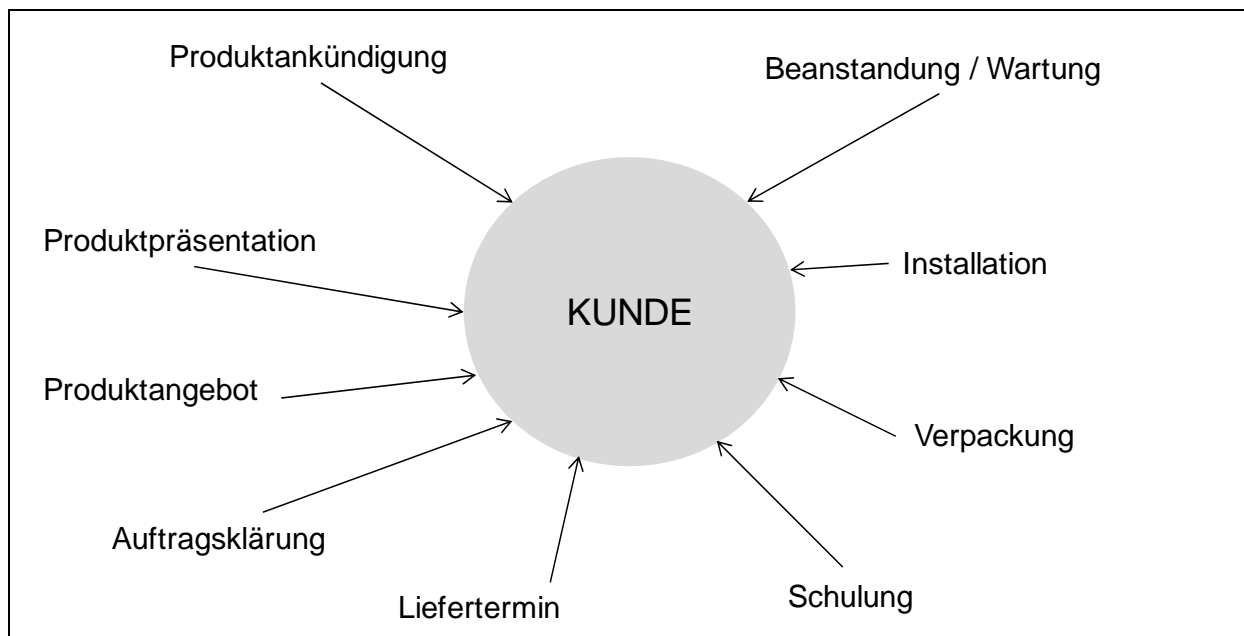 Produktankündigung
Beanstandung / Wartung
Produktpräsentation
Installation
KUNDE
Produktangebot
Verpackung
Auftragsklärung
Schulung
Liefertermin